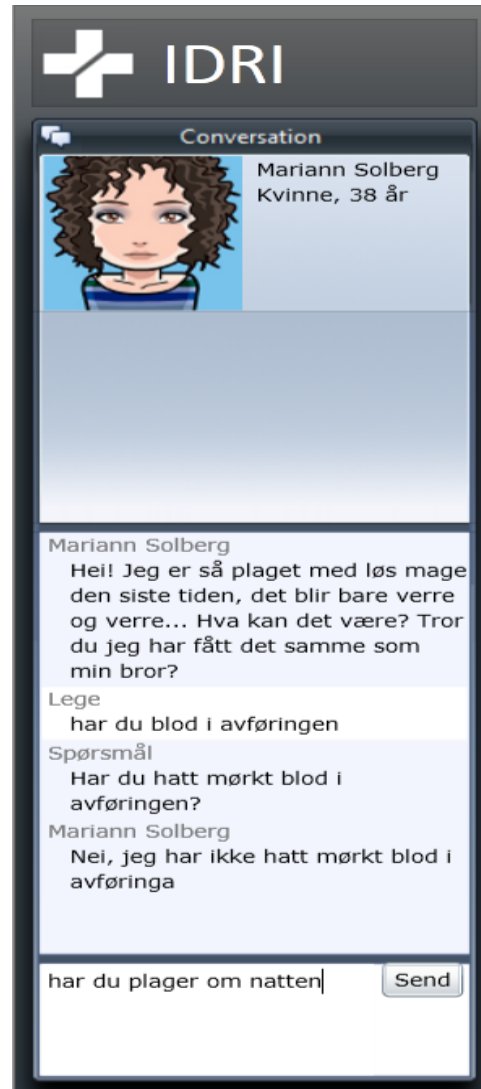 IDRI
Conversation
Mariann Solberg
Kvinne, 38 år
Mariann Solberg
Hei! Jeg er så plaget med løs mage
den siste tiden, det blir bare verre
og verre... Hva kan det være? Tror
du jeg har fått det samme som
min bror?
Lege
har du blod i avføringen
Spørsmål
Har du hatt mørkt blod i
avføringen?
Mariann Solberg
Nei, jeg har ikke hatt mørkt blod i
avføringa
har du plager om natten
Send